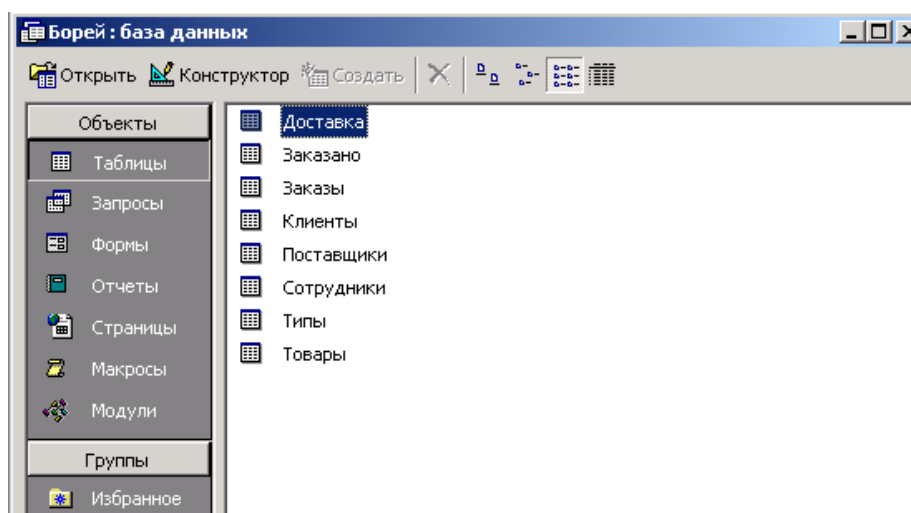 Борей : база данных
Открыть Конструктор Создать
Объекты
Таблицы
Запросы
Формы
Отчеты
Страницы
Макросы
Модули
Группы
Избранное
Доставка
Заказано
Заказы
Клиенты
Поставщики
Сотрудники
Типы
Товары